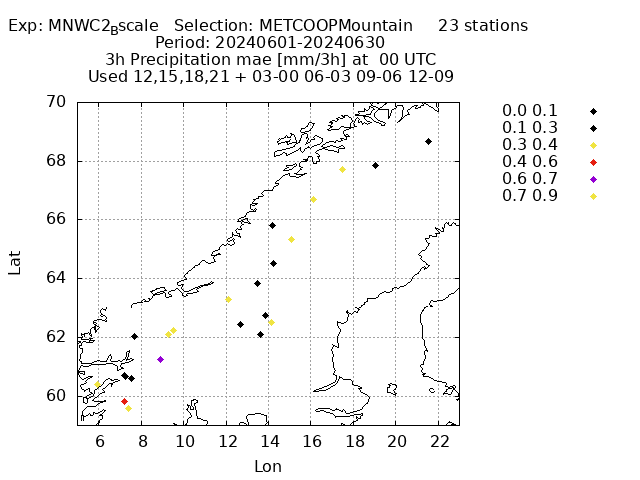 Exp: MNWC2_Bscale Selection: METCOOPMountain 23 stations
Period: 20240601-20240630
3h Precipitation mae [mm/3h] at 00 UTC
Used 12,15,18,21 + 03-00 06-03 09-06 12-09
70
68
66
64
62
60
Lat
6 8 10 12 14 16 18 20 22
Lon
0.0 0.1
0.1 0.3
0.3 0.4
0.4 0.6
0.6 0.7
0.7 0.9